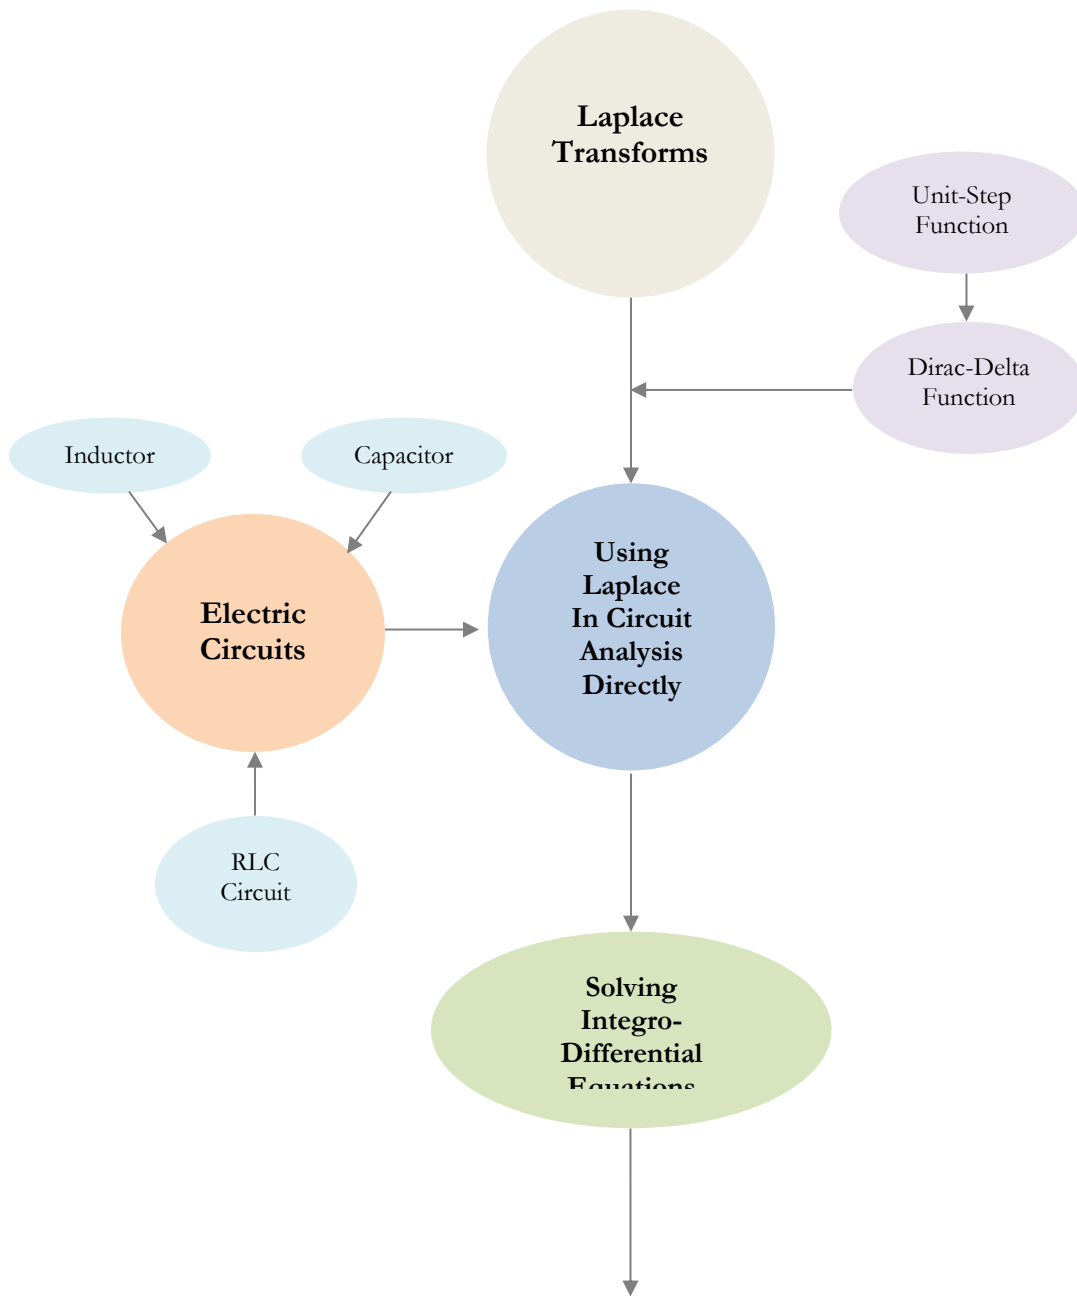 Laplace
Transforms
Unit-Step
Function
Dirac-Delta
Function
Inductor
Capacitor
Using
Laplace
In Circuit
Analysis
Directly
Electric
Circuits
RLC
Circuit
Solving
Integro-
Differential
Equations